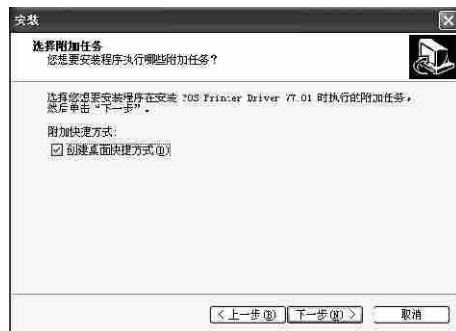 安装
选择附加任务
您想要安装程序执行哪些附加任务?
选择您想要安装程序在安装 POS Printer Driver V7.01 时执行的附加任务,
然后单击“下一步”。
附加快捷方式:
创建桌面快捷方式(D)
<上一步(B)
下一步(N)>
取消